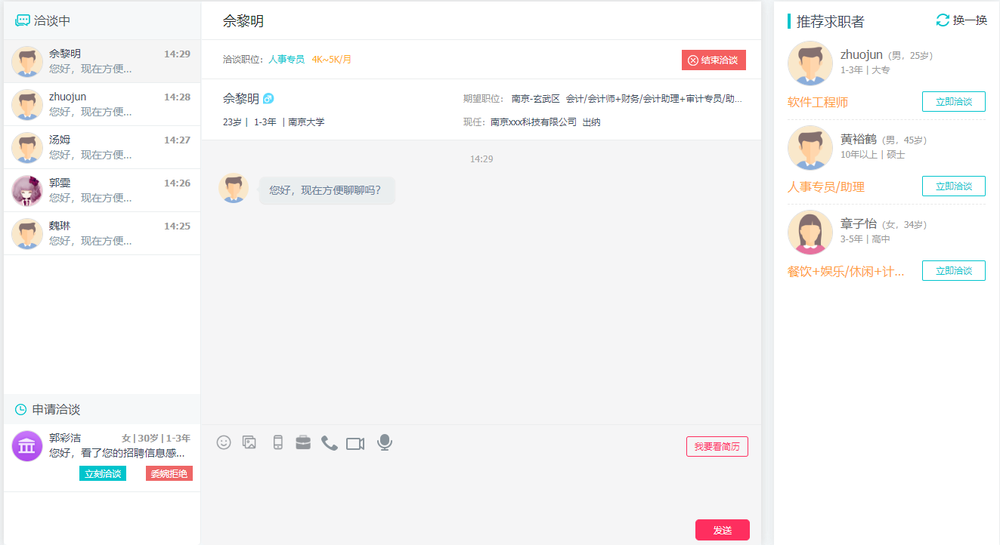 洽谈中
佘黎明 14:29
您好，现在方便...
zhuojun 14:28
您好，现在方便...
汤姆 14:27
您好，现在方便...
郭雯 14:26
您好，现在方便...
魏琳 14:25
您好，现在方便...
申请洽谈
郭彩洁 女 | 30岁 | 1-3年
您好，看了您的招聘信息感...
立刻洽谈 委婉拒绝
佘黎明
洽谈职位：人事专员 4K~5K/月 结束洽谈
佘黎明 期望职位： 南京-玄武区 会计/会计师+财务/会计助理+审计专员/助...
23岁 | 1-3年 | 南京大学 现任：南京xxx科技有限公司 出纳
14:29
您好，现在方便聊聊吗？
我要看简历
发送
推荐求职者 换一换
zhuojun（男，25岁）
1-3年 | 大专
软件工程师 立即洽谈
黄裕鹤（男，45岁）
10年以上 | 硕士
人事专员/助理 立即洽谈
章子怡（女，34岁）
3-5年 | 高中
餐饮+娱乐/休闲+计... 立即洽谈